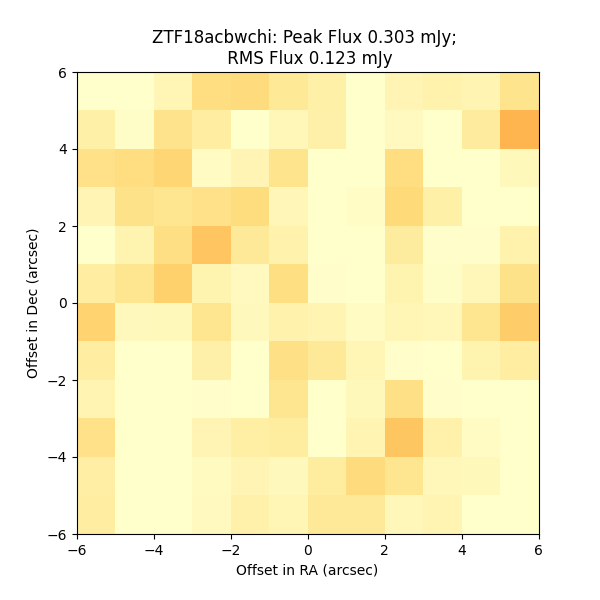 ZTF18acbwchi: Peak Flux 0.303 mJy;
RMS Flux 0.123 mJy
6
4
2
0
−2
−4
−6
Offset in Dec (arcsec)
−6 −4 −2 0 2 4 6
Offset in RA (arcsec)